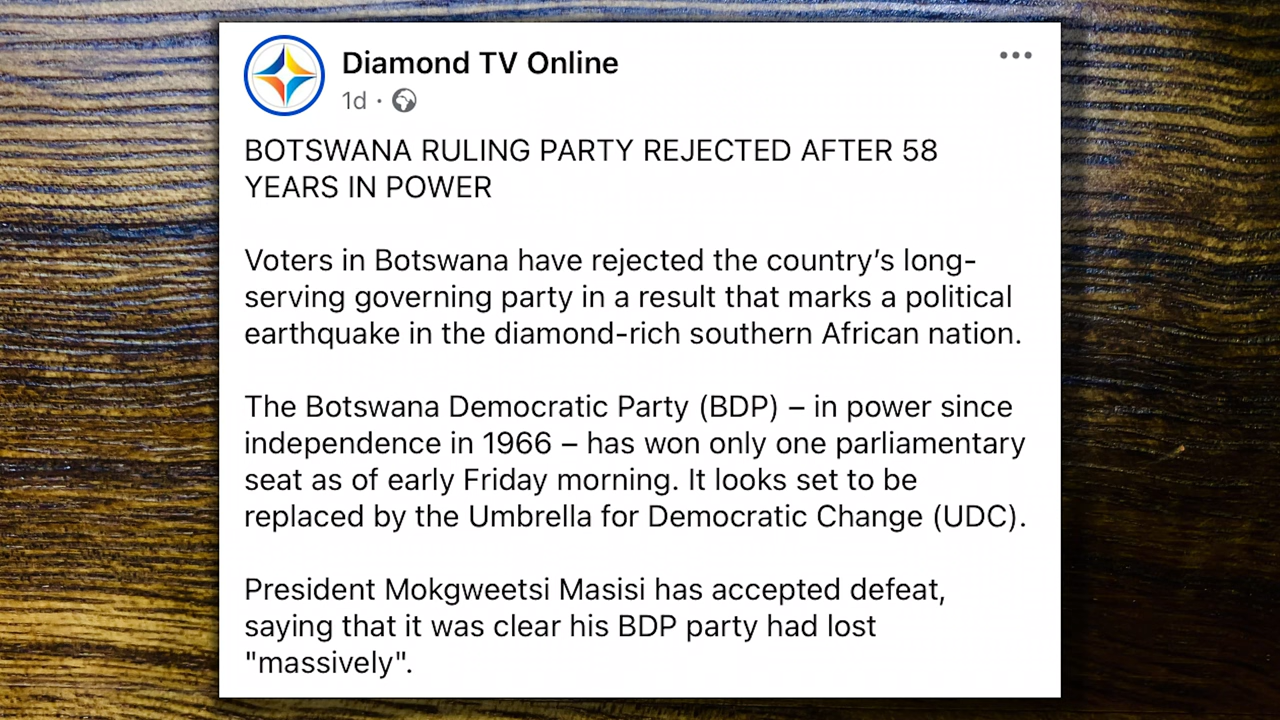 Diamond TV Online
1d ·
BOTSWANA RULING PARTY REJECTED AFTER 58
YEARS IN POWER
Voters in Botswana have rejected the country’s long-
serving governing party in a result that marks a political
earthquake in the diamond-rich southern African nation.
The Botswana Democratic Party (BDP) – in power since
independence in 1966 – has won only one parliamentary
seat as of early Friday morning. It looks set to be
replaced by the Umbrella for Democratic Change (UDC).
President Mokgweetsi Masisi has accepted defeat,
saying that it was clear his BDP party had lost
"massively".